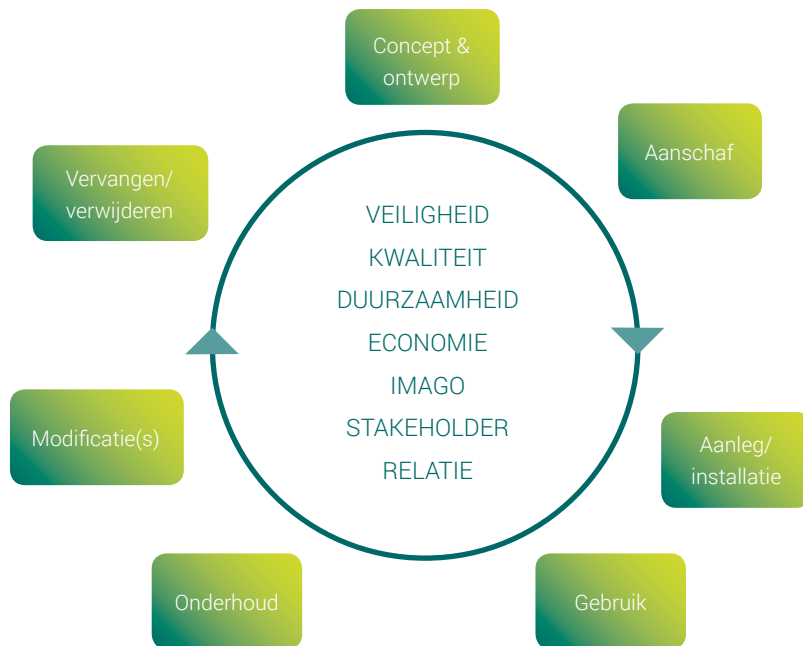 Concept &
ontwerp
Aanschaf
Aanleg/
installatie
Gebruik
Onderhoud
Modificatie(s)
Vervangen/
verwijderen
VEILIGHEID
KWALITEIT
DUURZAAMHEID
ECONOMIE
IMAGO
STAKEHOLDER
RELATIE